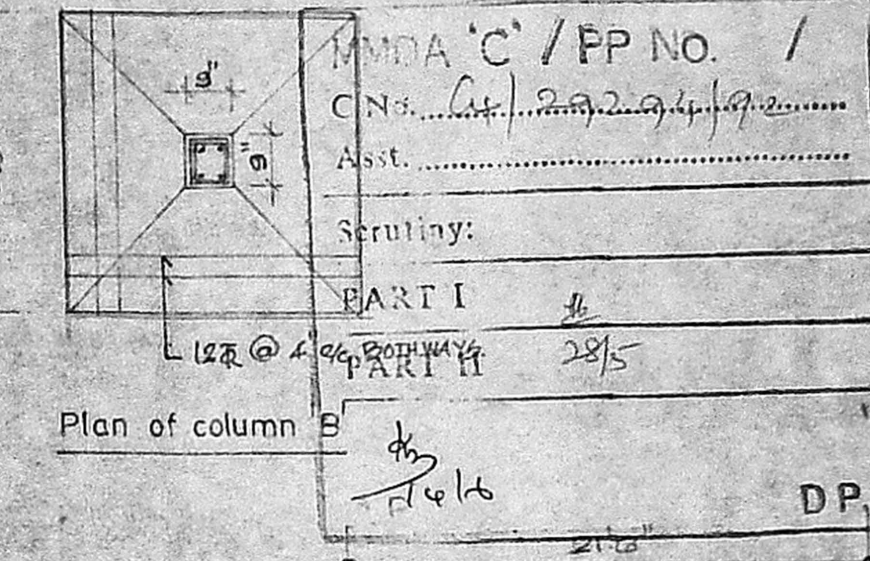 MMDA 'C' / PP NO. /
9"
C No. C4/29294/92
Asst.
9"
Scrutiny:
PART I
28/5
12 @ 4" c/c BOTHWAYS.
PART II
Plan of column B
DP